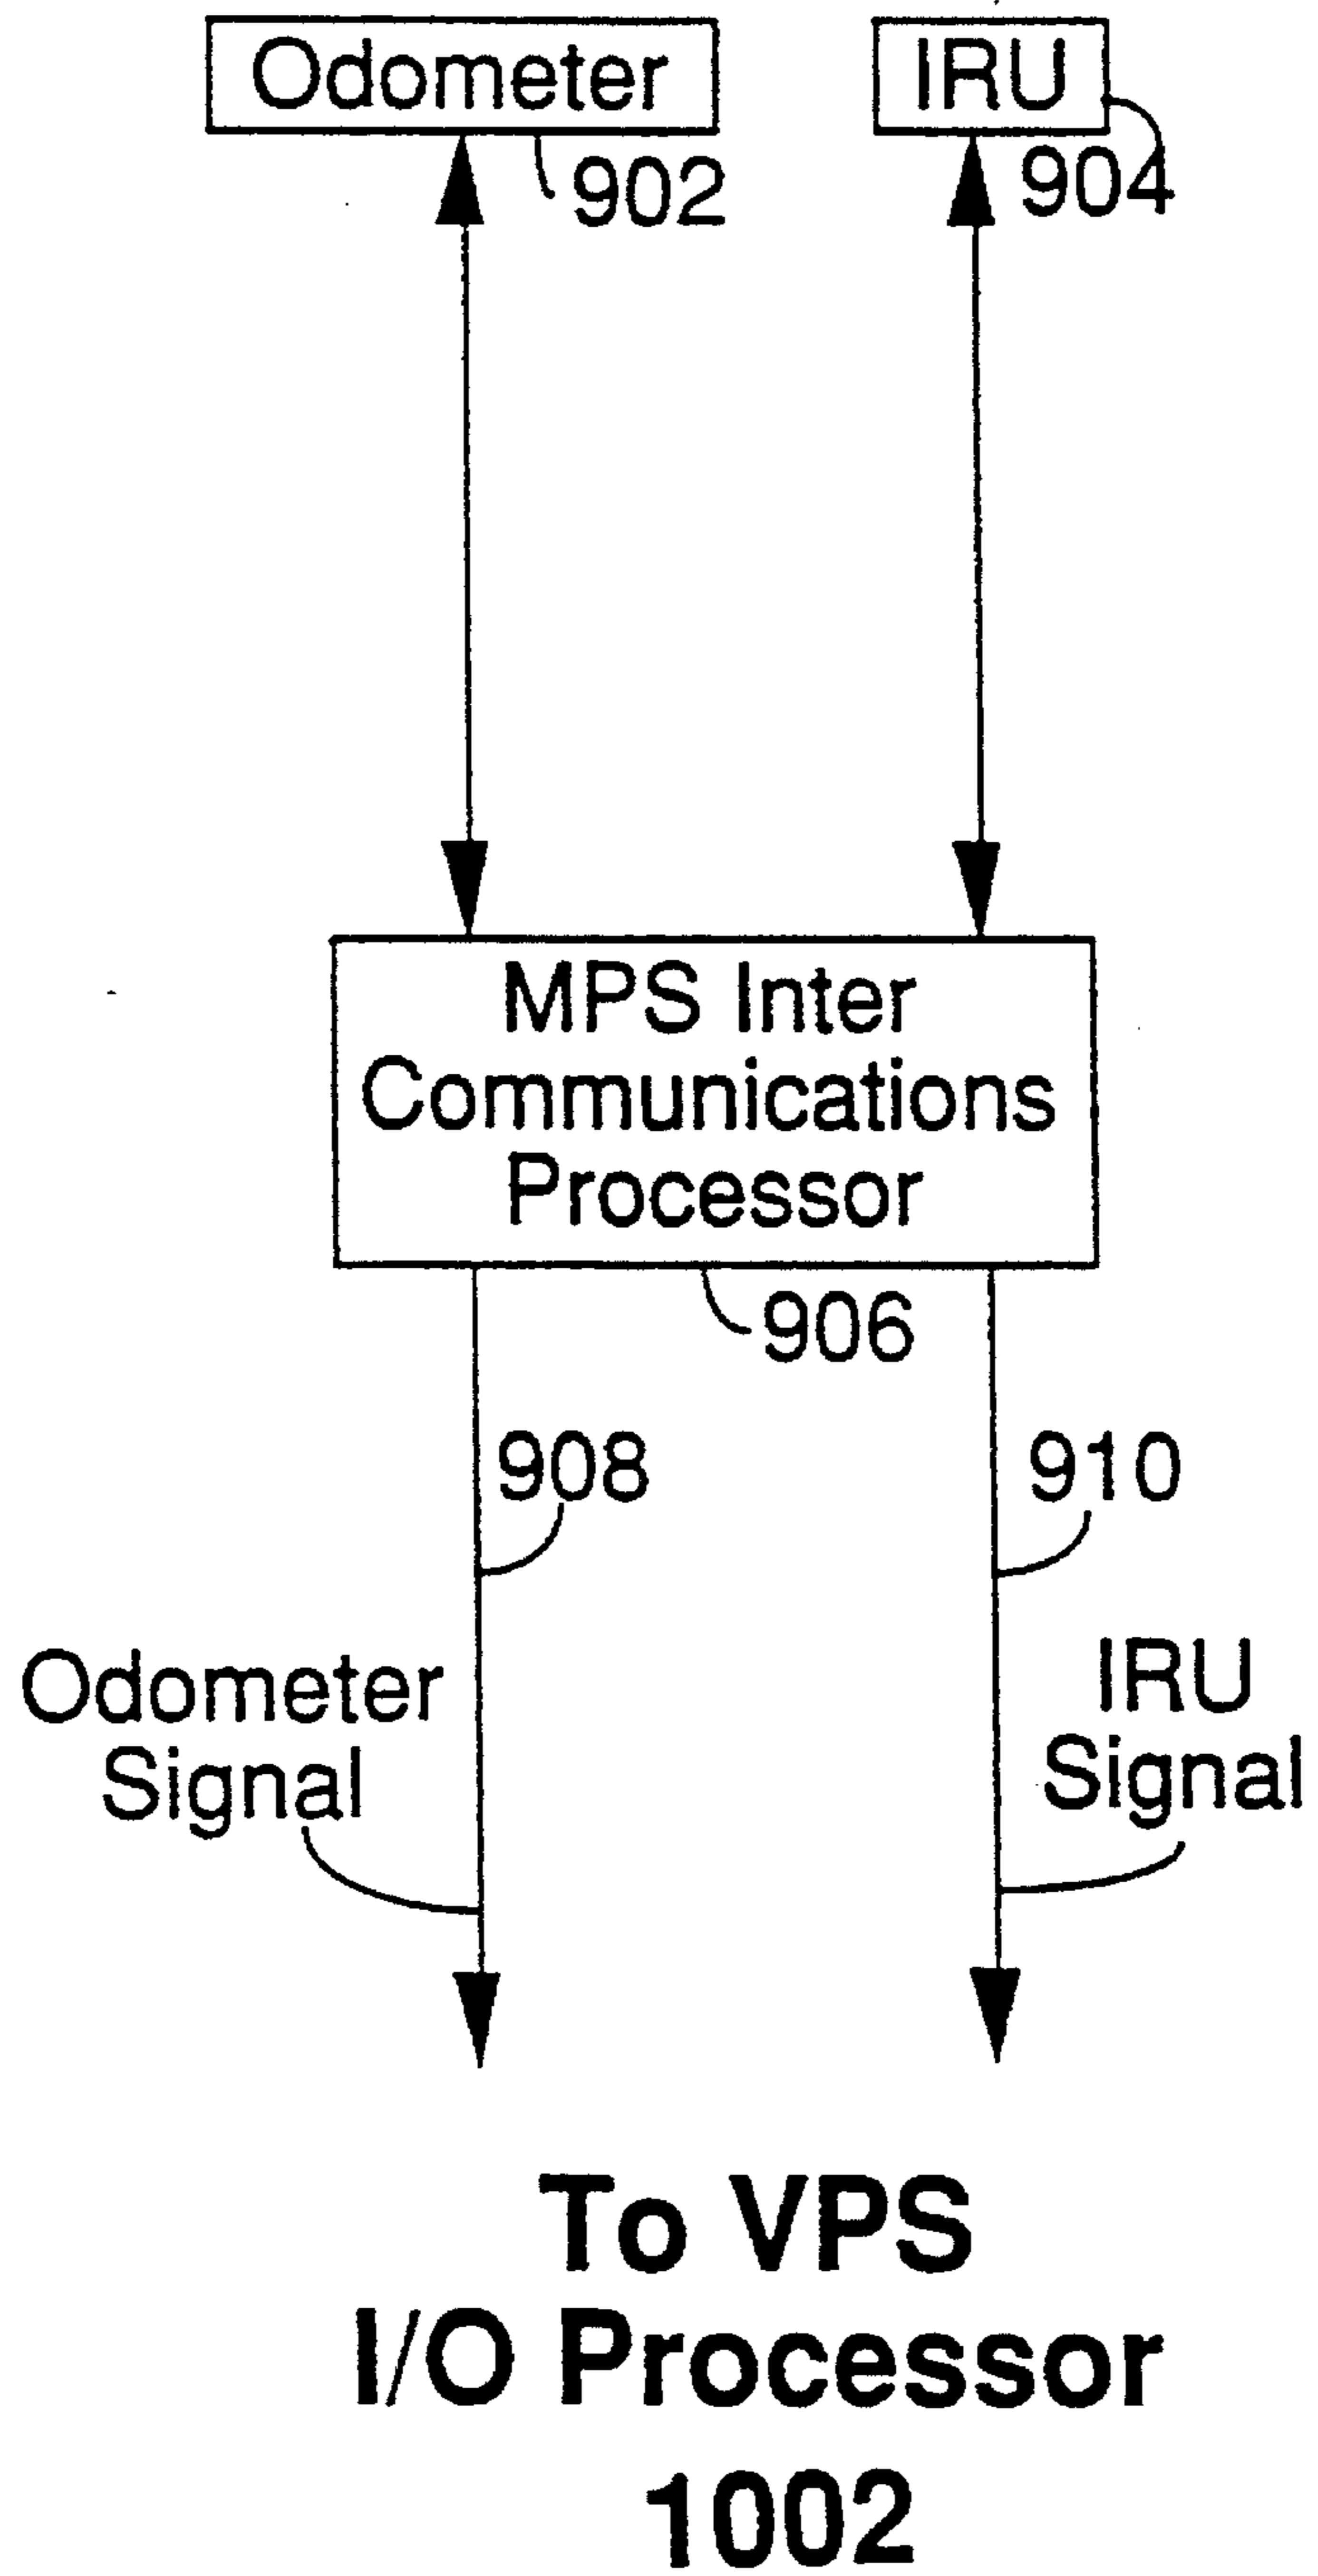 Odometer
IRU
902
904
MPS Inter
Communications
Processor
906
908
910
Odometer
Signal
IRU
Signal
To VPS
I/O Processor
1002